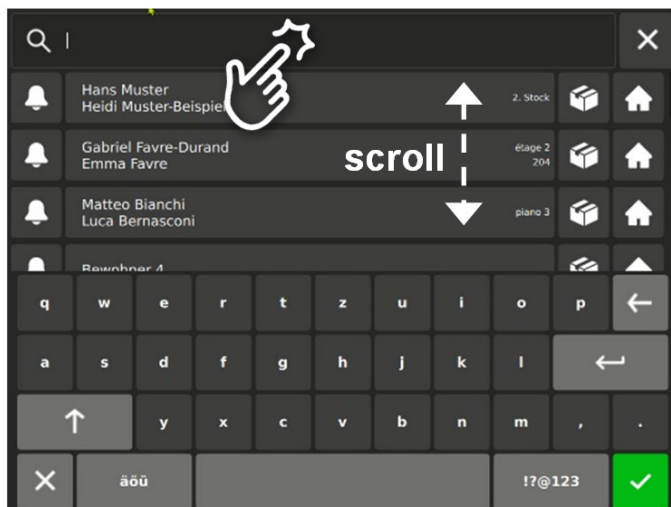 Hans Muster
Heidi Muster-Beispiel
2. Stock
Gabriel Favre-Durand
Emma Favre
étage 2
204
scroll
Matteo Bianchi
Luca Bernasconi
piano 3
Bewohner 4
q w e r t z u i o p
a s d f g h j k l
y x c v b n m , .
äöü !?@123